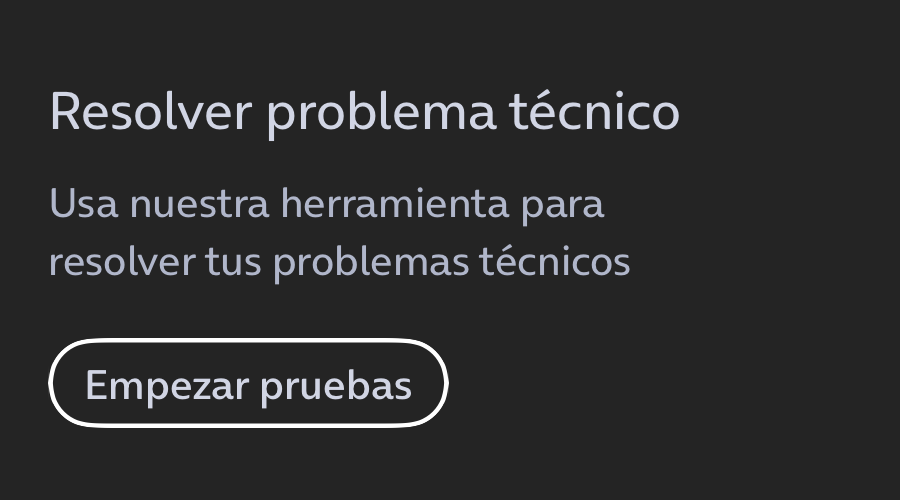 Resolver problema técnico
Usa nuestra herramienta para
resolver tus problemas técnicos
Empezar pruebas